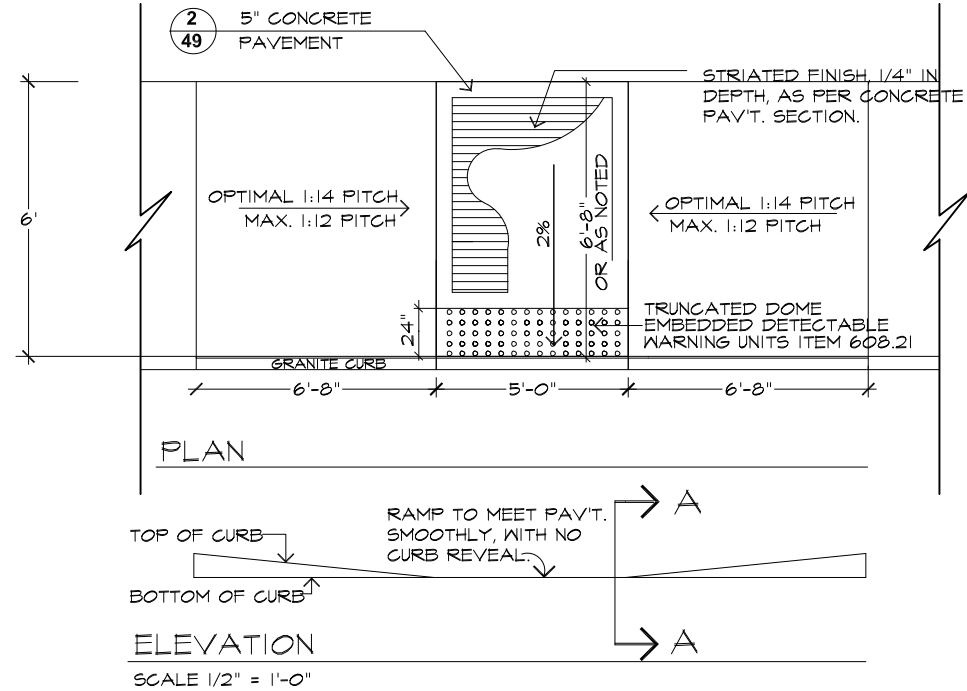 2
49
5" CONCRETE
PAVEMENT
STRIATED FINISH, 1/4" IN
DEPTH, AS PER CONCRETE
PAV'T. SECTION.
6'
OPTIMAL 1:14 PITCH
MAX. 1:12 PITCH
2%
6'-8"
OR AS NOTED
OPTIMAL 1:14 PITCH
MAX. 1:12 PITCH
24"
TRUNCATED DOME
EMBEDDED DETECTABLE
WARNING UNITS ITEM 608.21
GRANITE CURB
6'-8"
5'-0"
6'-8"
PLAN
TOP OF CURB
RAMP TO MEET PAV'T.
SMOOTHLY, WITH NO
CURB REVEAL.
A
BOTTOM OF CURB
ELEVATION
A
SCALE 1/2" = 1'-0"